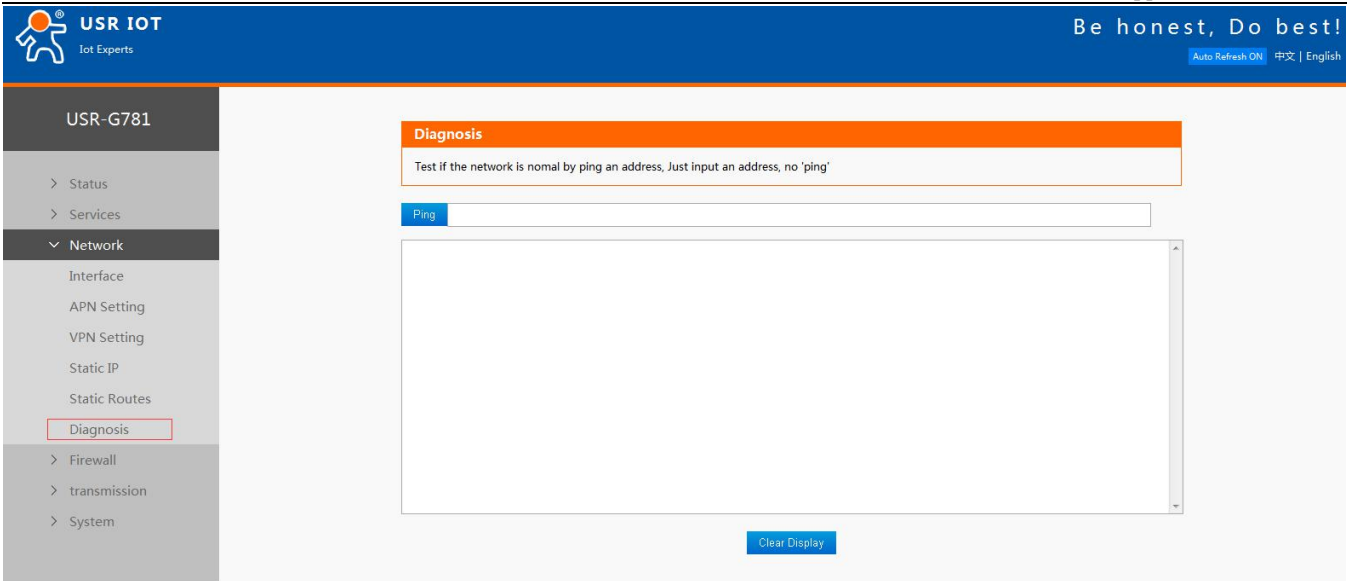 ®
USR IOT
Iot Experts
Be honest, Do best!
Auto Refresh ON 中文 | English
USR-G781
> Status
> Services
Network
Interface
APN Setting
VPN Setting
Static IP
Static Routes
Diagnosis
> Firewall
> transmission
> System
Diagnosis
Test if the network is nomal by ping an address, Just input an address, no 'ping'
Ping
Clear Display